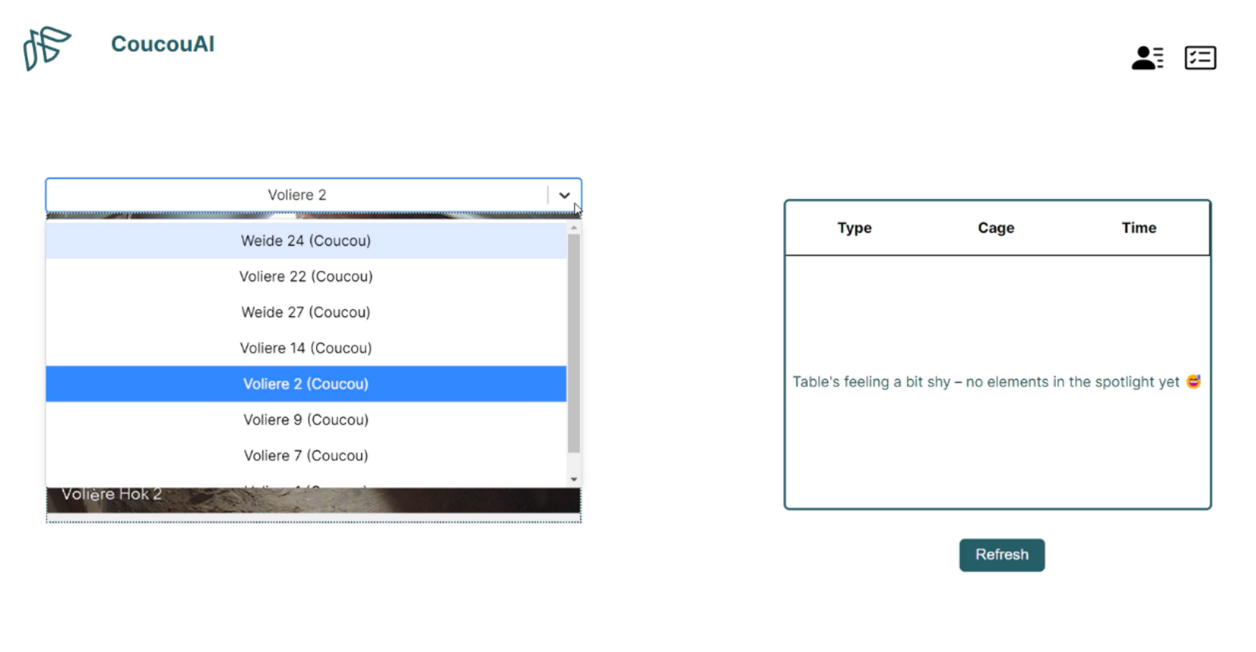 CoucouAI
Voliere 2
Weide 24 (Coucou)
Voliere 22 (Coucou)
Weide 27 (Coucou)
Voliere 14 (Coucou)
Voliere 2 (Coucou)
Voliere 9 (Coucou)
Voliere 7 (Coucou)
Volière Hok 2
Type Cage Time
Table's feeling a bit shy – no elements in the spotlight yet 😅
Refresh